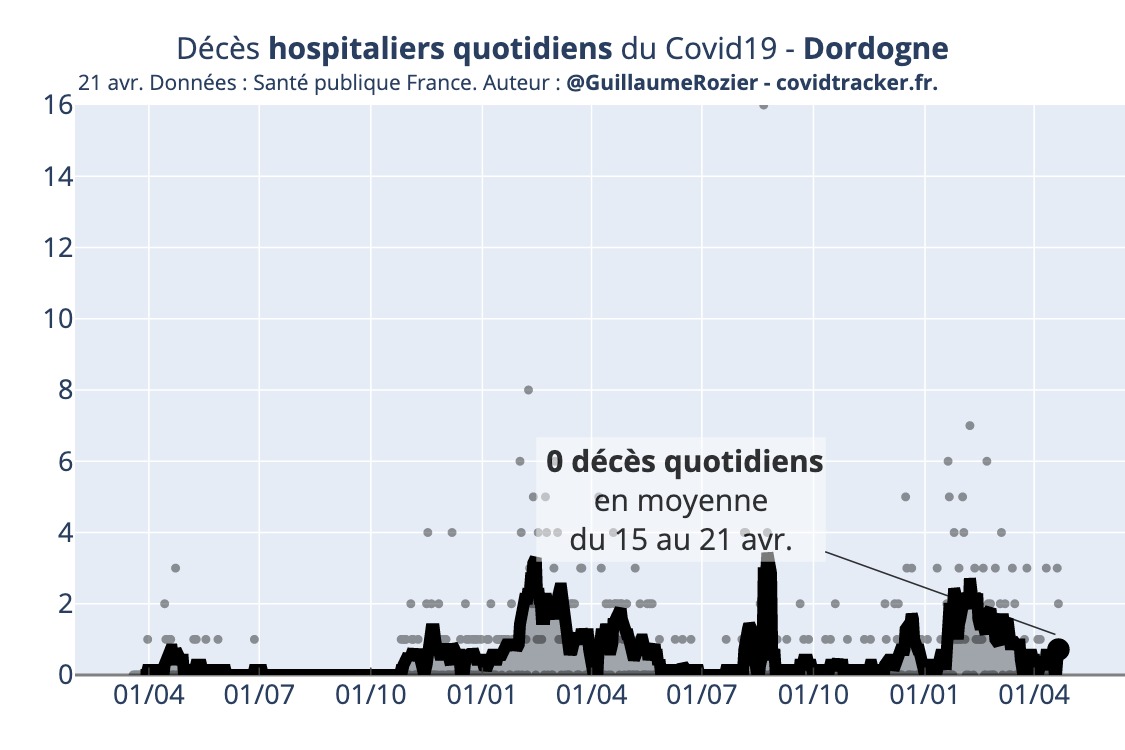 Décès hospitaliers quotidiens du Covid19 - Dordogne
21 avr. Données : Santé publique France. Auteur : @GuillaumeRozier - covidtracker.fr.
16
14
12
10
8
6
4
2
0
0 décès quotidiens
en moyenne
du 15 au 21 avr.
01/04 01/07 01/10 01/01 01/04 01/07 01/10 01/01 01/04